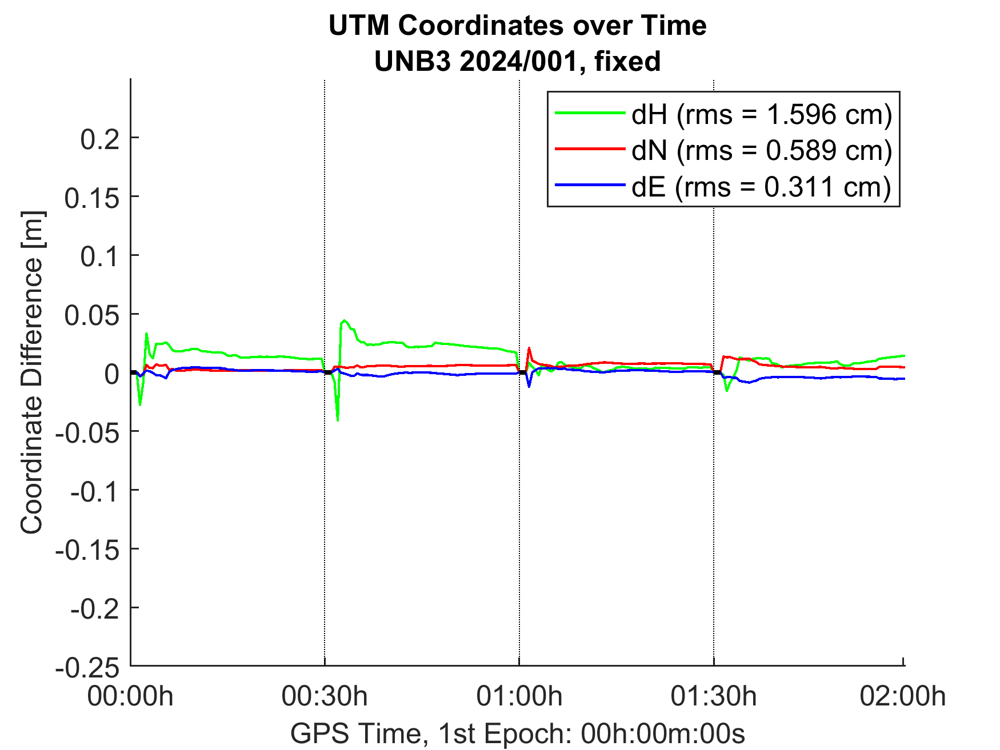 UTM Coordinates over Time
UNB3 2024/001, fixed
dH (rms = 1.596 cm)
dN (rms = 0.589 cm)
dE (rms = 0.311 cm)
Coordinate Difference [m]
0.2
0.15
0.1
0.05
0
-0.05
-0.1
-0.15
-0.2
-0.25
00:00h 00:30h 01:00h 01:30h 02:00h
GPS Time, 1st Epoch: 00h:00m:00s